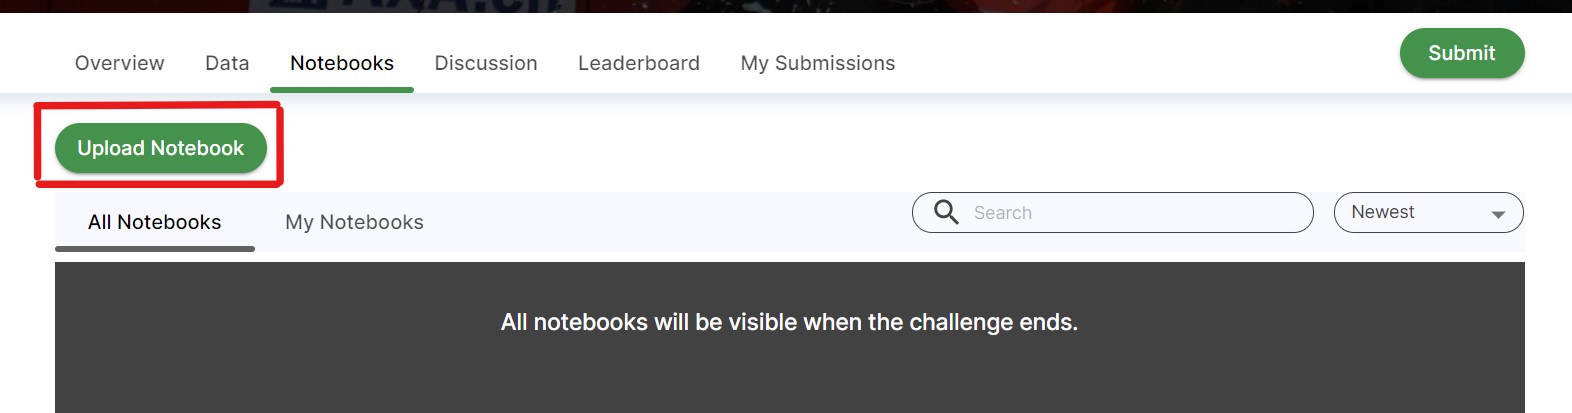 Overview Data Notebooks Discussion Leaderboard My Submissions Submit
Upload Notebook
All Notebooks My Notebooks Search Newest
All notebooks will be visible when the challenge ends.